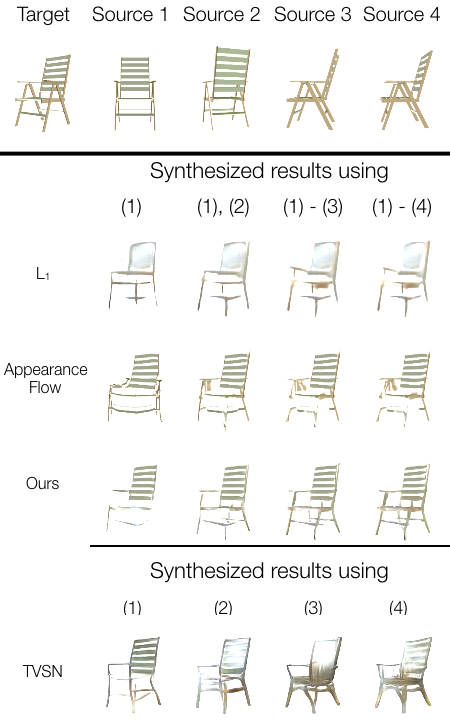 Target Source 1 Source 2 Source 3 Source 4
Synthesized results using
(1) (1), (2) (1) - (3) (1) - (4)
L₁
Appearance
Flow
Ours
Synthesized results using
(1) (2) (3) (4)
TVSN